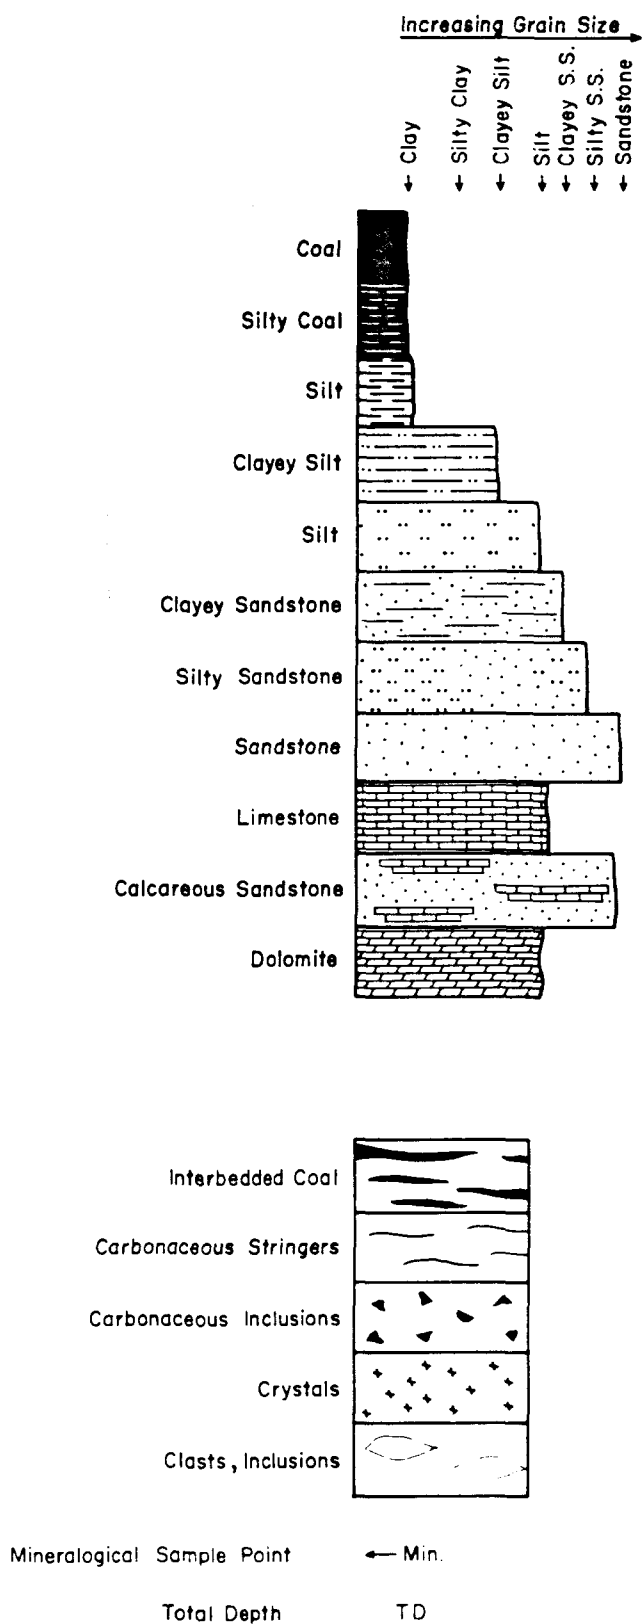 Increasing Grain Size
Clay
Silty Clay
Clayey Silt
Silt
Clayey S.S.
Silty S.S.
Sandstone
Coal
Silty Coal
Silt
Clayey Silt
Silt
Clayey Sandstone
Silty Sandstone
Sandstone
Limestone
Calcareous Sandstone
Dolomite
Interbedded Coal
Carbonaceous Stringers
Carbonaceous Inclusions
Crystals
Clasts, Inclusions
Mineralogical Sample Point ← Min.
Total Depth TD